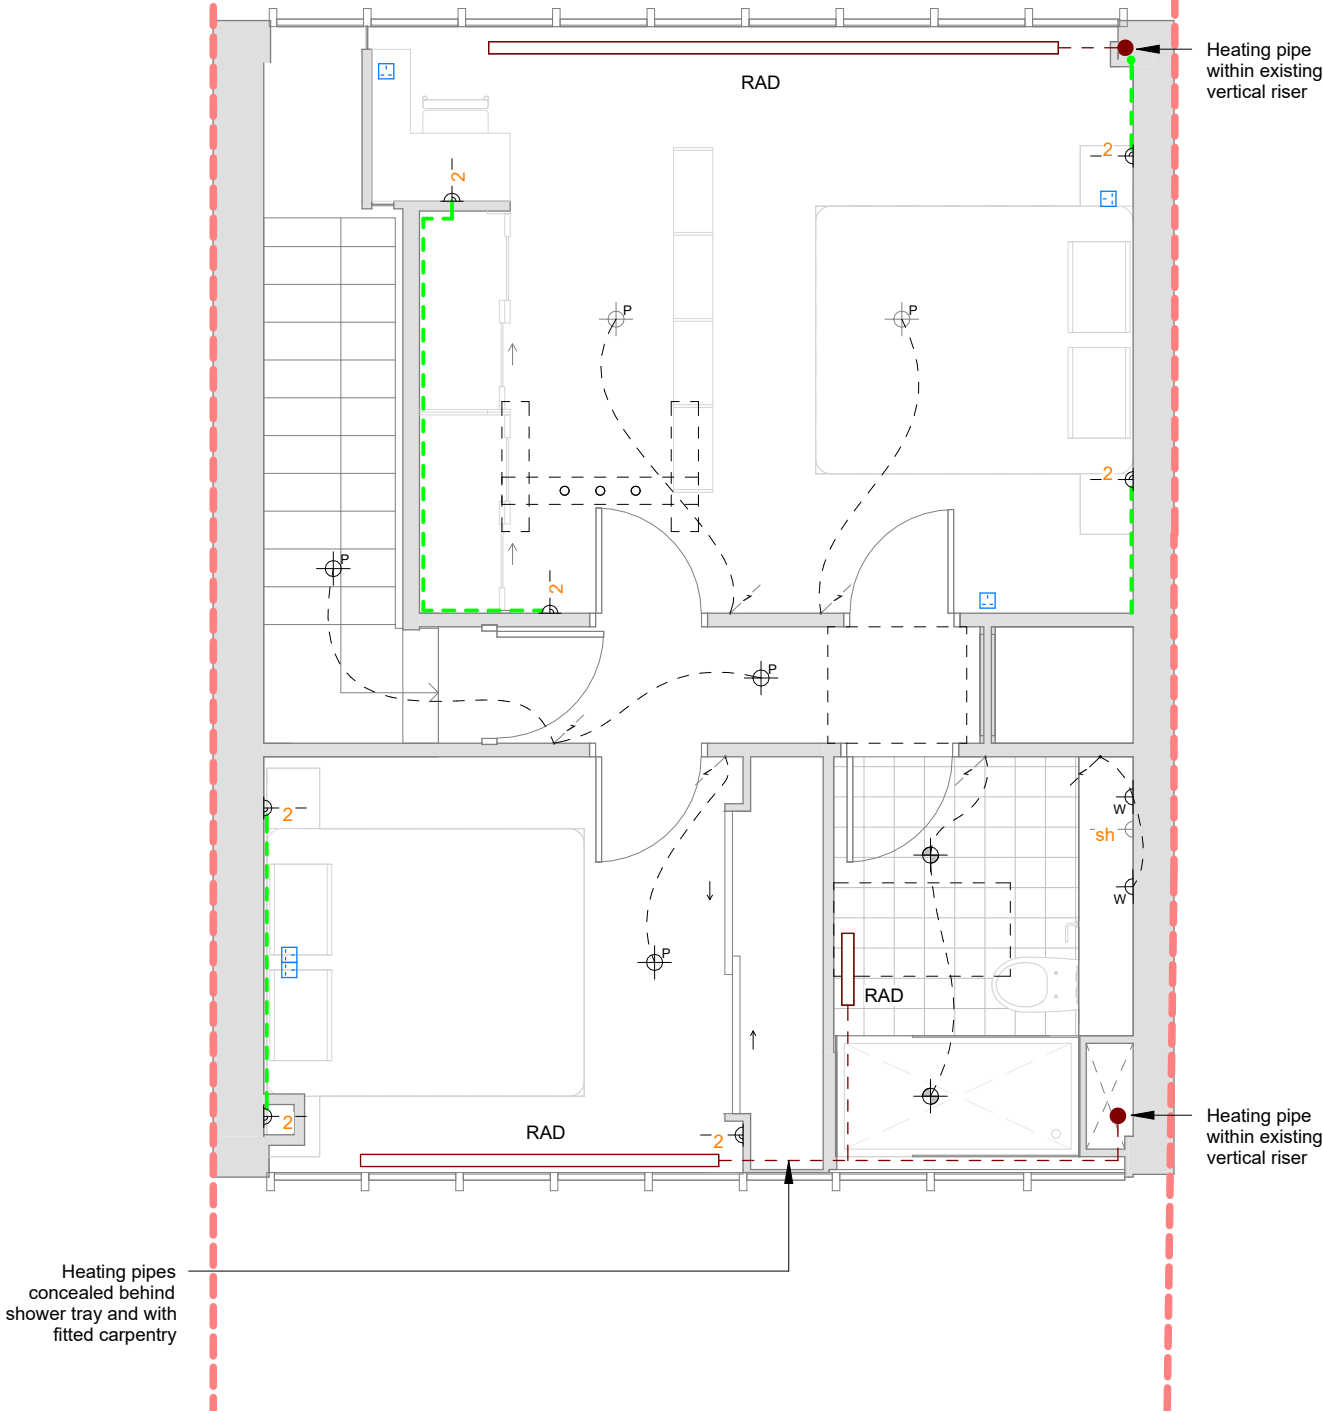 Heating pipe
within existing
vertical riser
RAD
2
2
P
P
2
P
2
P
2
W
sh
W
P
RAD
2
RAD
2
Heating pipe
within existing
vertical riser
Heating pipes
concealed behind
shower tray and with
fitted carpentry